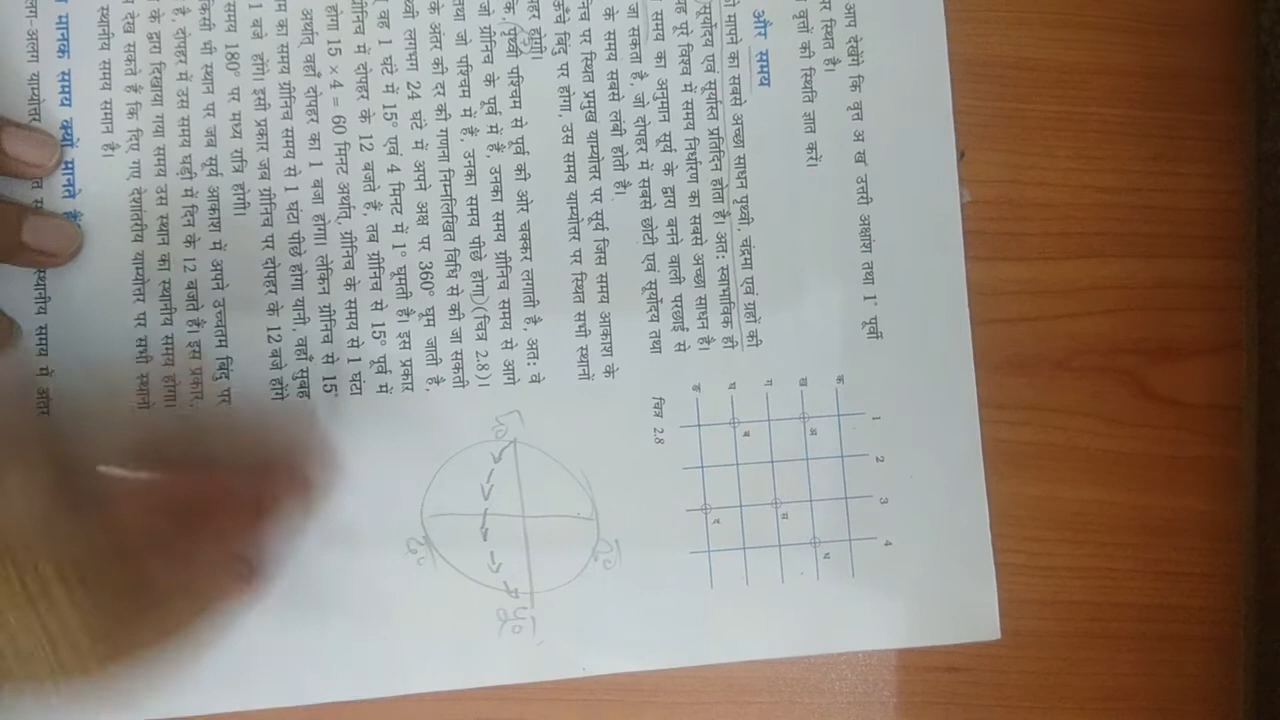 आप देखेंगे कि वृत्त अ ख उत्तरी अक्षांश तथा 1° पूर्वी
पर स्थित है।
वृत्तों की स्थिति ज्ञात करें।
और समय
को मापने का सबसे अच्छा साधन पृथ्वी, चंद्रमा एवं ग्रहों की
सूर्योदय एवं सूर्यास्त प्रतिदिन होता है। अतः स्वाभाविक ही
यह पूरे विश्व में समय निर्धारण का सबसे अच्छा साधन है।
समय का अनुमान सूर्य के द्वारा बनने वाली परछाईं से
जा सकता है, जो दोपहर में सबसे छोटी एवं सूर्योदय तथा
के समय सबसे लंबी होती है।
पर स्थित प्रमुख याम्योत्तर पर सूर्य जिस समय आकाश के
ऊँचे बिंदु पर होगा, उस समय याम्योत्तर पर स्थित सभी स्थानों
होगी।
पृथ्वी पश्चिम से पूर्व की ओर चक्कर लगाती है, अतः वे
जो ग्रीनिच के पूर्व में है, उनका समय ग्रीनिच समय से आगे
तथा जो पश्चिम में है, उनका समय पीछे होगा (चित्र 2.8)।
के अंतर की दर की गणना निम्नलिखित विधि से की जा सकती
लगभग 24 घंटे में अपने अक्ष पर 360° घूम जाती है,
वह 1 घंटे में 15° एवं 4 मिनट में 1° घूमती है। इस प्रकार
ग्रीनिच में दोपहर के 12 बजते है, तब ग्रीनिच से 15° पूर्व में
होगा 15 × 4 = 60 मिनट अर्थात्, ग्रीनिच के समय से 1 घंटा
अर्थात् वहाँ दोपहर का 1 बजा होगा। लेकिन ग्रीनिच से 15°
का समय ग्रीनिच समय से 1 घंटा पीछे होगा यानी, वहाँ सुबह
बजे होंगे। इसी प्रकार जब ग्रीनिच पर दोपहर के 12 बजे होंगे
समय 180° पर मध्य रात्रि होगी।
किसी भी स्थान पर जब सूर्य आकाश में अपने उच्चतम बिंदु पर
है, दोपहर में उस समय घड़ी में दिन के 12 बजते हैं। इस प्रकार,
के द्वारा दिखाया गया समय उस स्थान का स्थानीय समय होगा।
देख सकते है कि दिए गए देशांतरीय याम्योत्तर पर सभी स्थानों
स्थानीय समय समान है।
मानक समय क्यों मानते
अलग याम्योत्तर
स्थानीय समय में अंतर
1 2 3 4
क
ख
ग
घ
ङ
अ
ब
स
द
चित्र 2.8